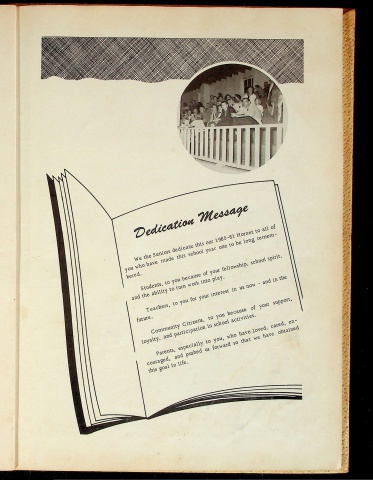 Dedication Message
We the Seniors dedicate this our 1960-61 Hornet to all of
you who have made this school year one to be long remem-
bered.
Students, to you because of your fellowship, school spirit,
and the ability to turn work into play.
Teachers, to you for your interest in us now - and in the
future.
Community Citizens, to you because of your support,
loyalty, and participation in school activities.
Parents, especially to you, who have loved, cared, en-
couraged, and pushed us forward so that we have obtained
this goal in life.